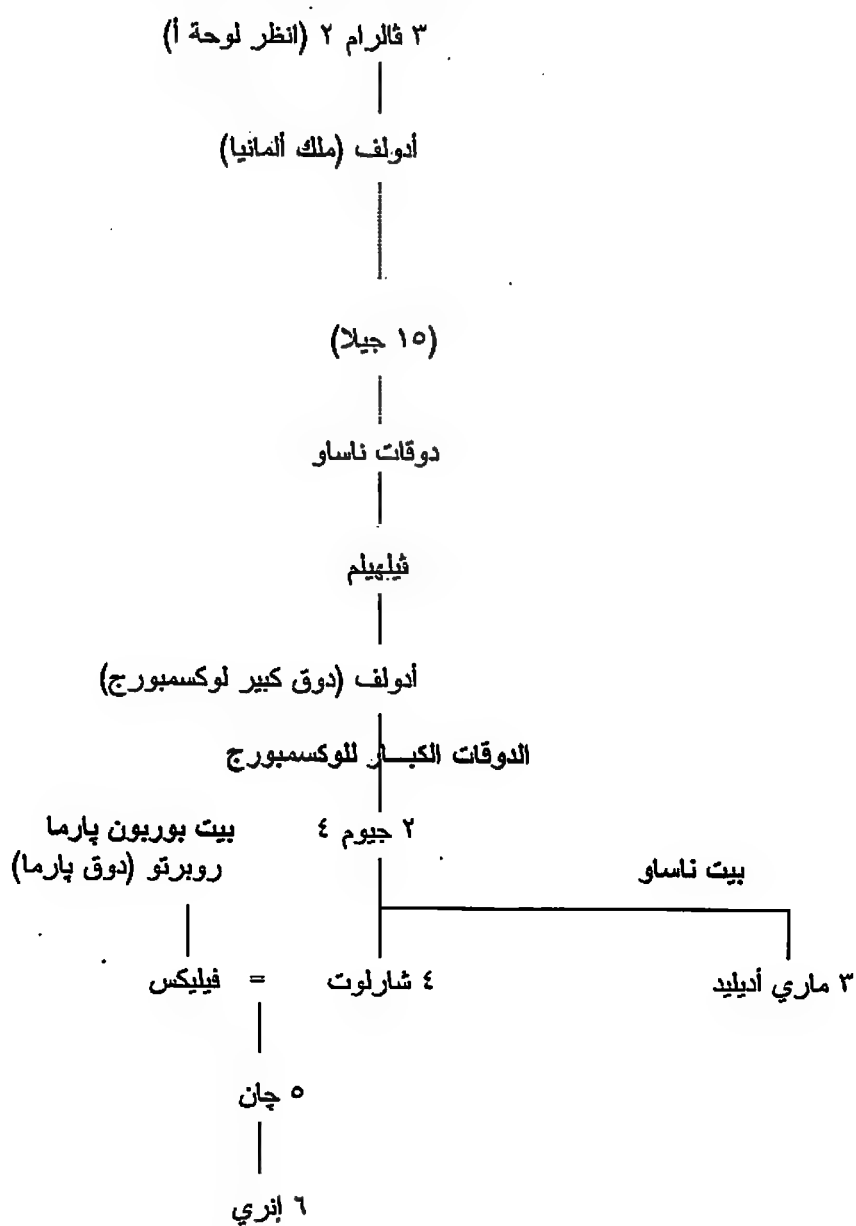 ٣ ڤالرام ٢ (انظر لوحة أ)
أدولف (ملك ألمانيا)
(١٥ جيلا)
دوقات ناساو
ڤيلهيلم
أدولف (دوق كبير لوكسمبورج)
الدوقات الكبـار للوكسمبورج
٢ جيوم ٤
بيت بوربون پارما
روبرتو (دوق پارما)
بيت ناساو
٣ ماري أديليد
٤ شارلوت = فيليكس
٥ چان
٦ إنري